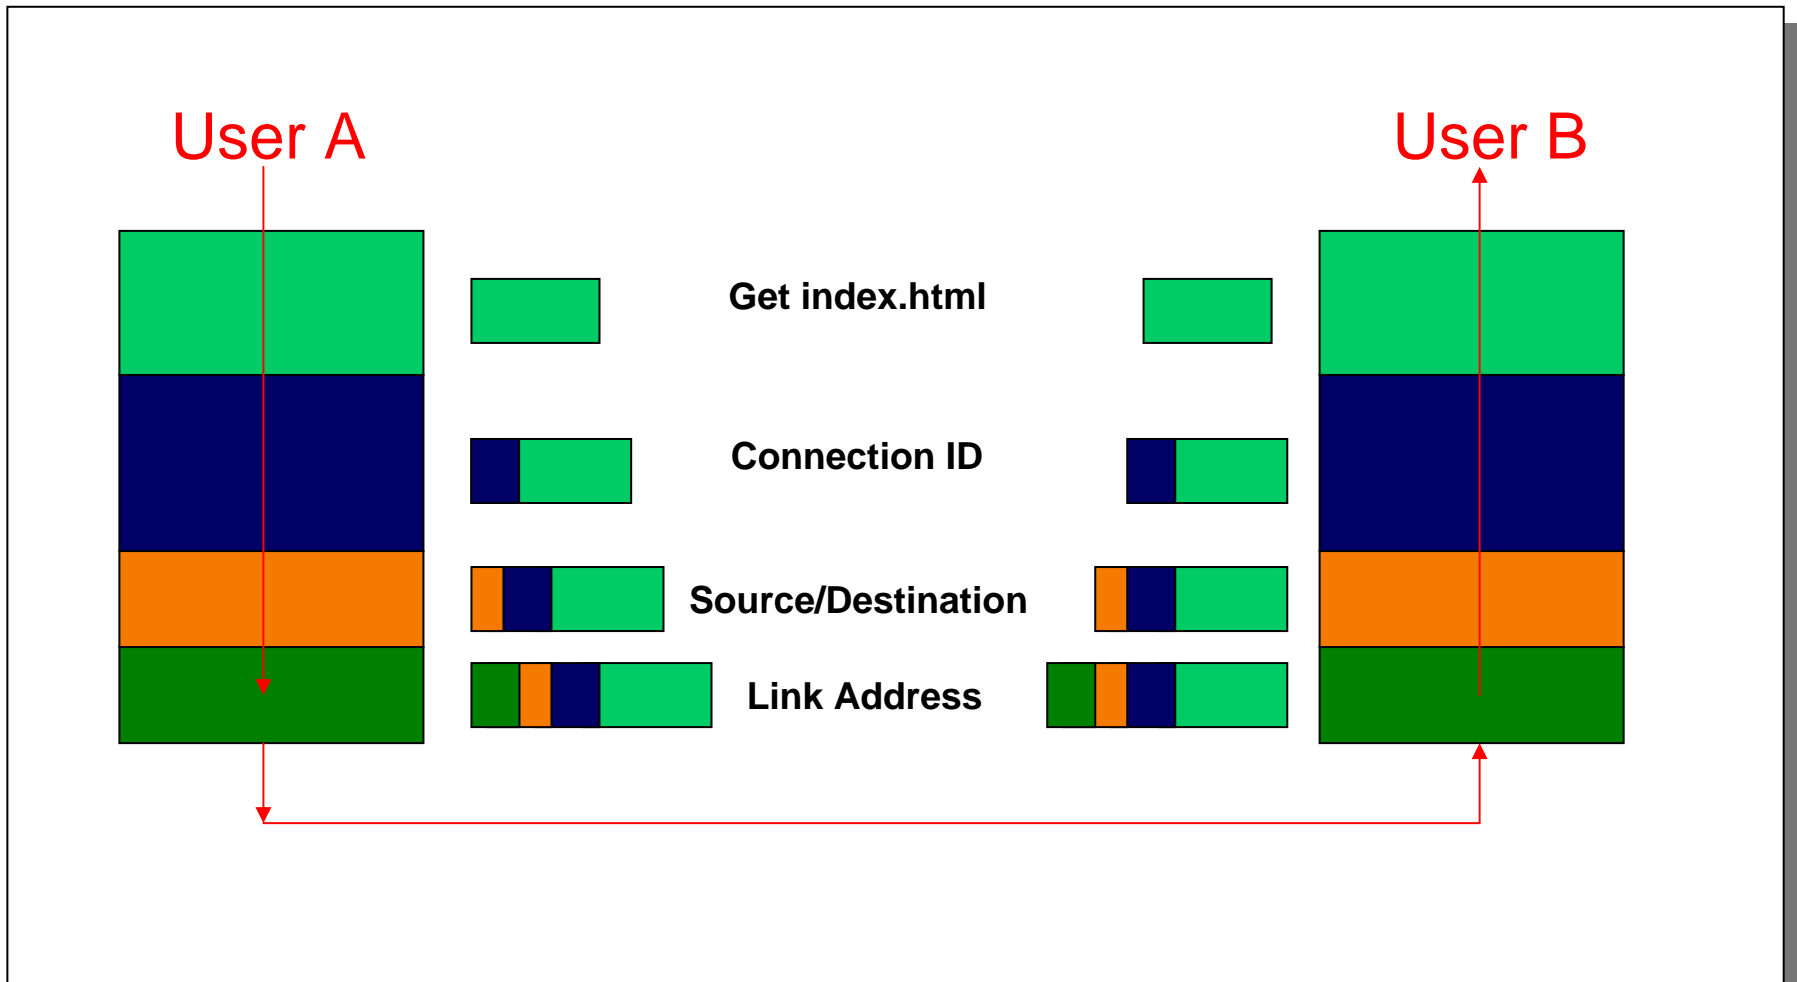 User A
User B
Get index.html
Connection ID
Source/Destination
Link Address